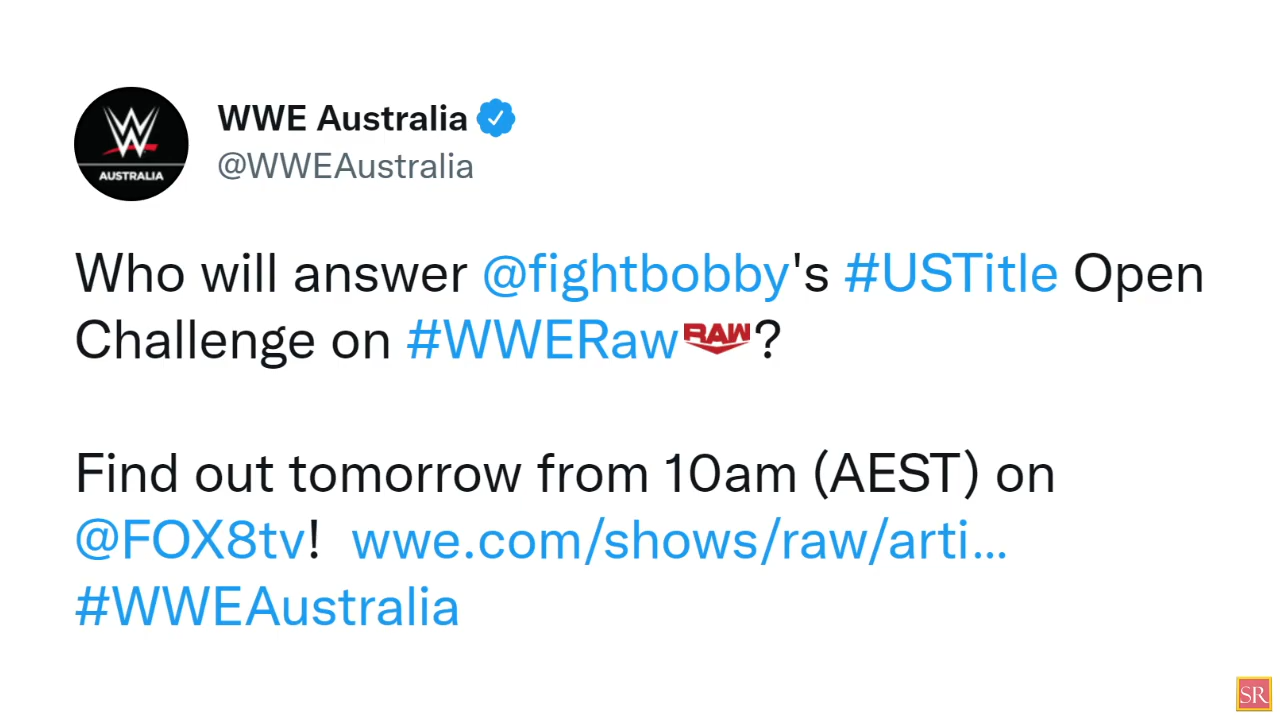 AUSTRALIA
WWE Australia
@WWEAustralia
Who will answer @fightbobby's #USTitle Open
Challenge on #WWERaw RAW?
Find out tomorrow from 10am (AEST) on
@FOX8tv! wwe.com/shows/raw/arti...
#WWEAustralia
SR